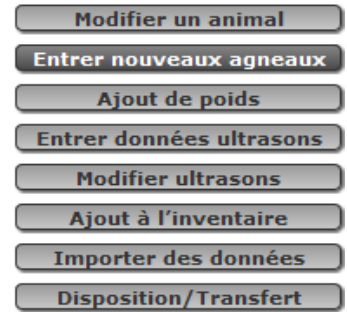 Modifier un animal
Entrer nouveaux agneaux
Ajout de poids
Entrer données ultrasons
Modifier ultrasons
Ajout à l’inventaire
Importer des données
Disposition/Transfert